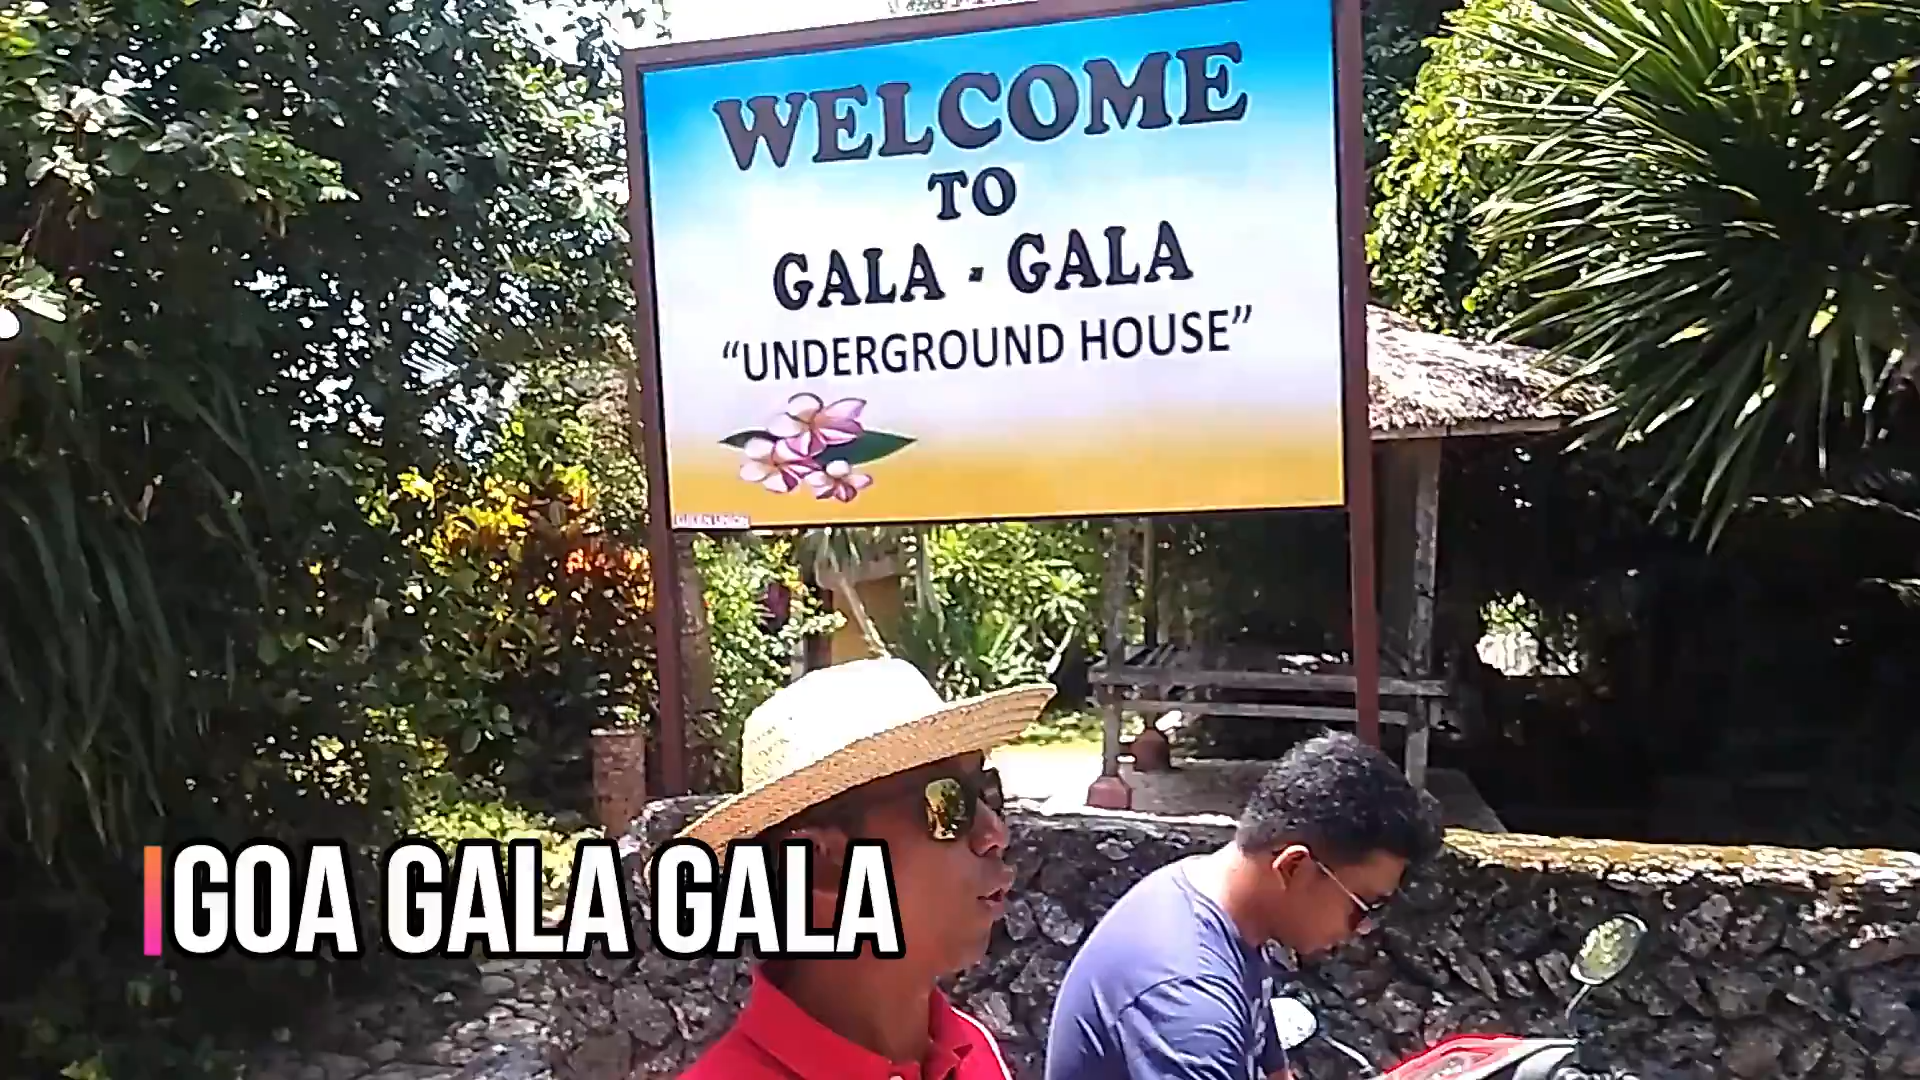 WELCOME
TO
GALA - GALA
“UNDERGROUND HOUSE”
GOA GALA GALA